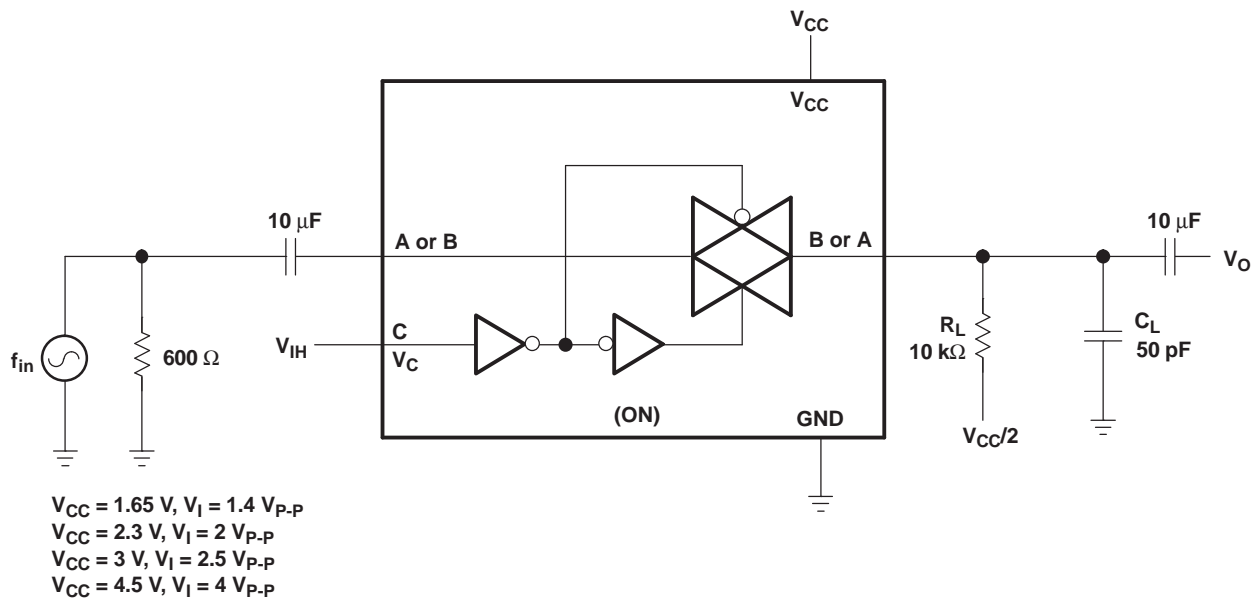 VCC
VCC
10 μF
A or B
B or A
10 μF
VO
fin
600 Ω
VIH
C
VC
RL
10 kΩ
CL
50 pF
(ON)
GND
VCC/2
VCC = 1.65 V, VI = 1.4 VP-P
VCC = 2.3 V, VI = 2 VP-P
VCC = 3 V, VI = 2.5 VP-P
VCC = 4.5 V, VI = 4 VP-P